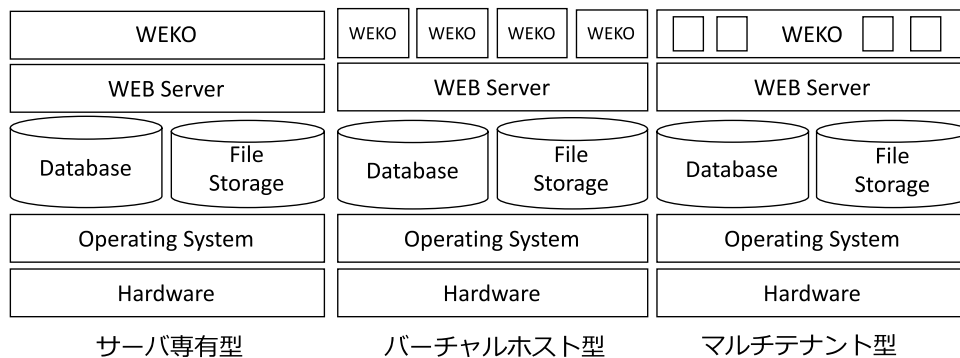 WEKO
WEB Server
Database
File
Storage
Operating System
Hardware
サーバ専有型
WEKO WEKO WEKO WEKO
WEB Server
Database
File
Storage
Operating System
Hardware
バーチャルホスト型
WEKO
WEB Server
Database
File
Storage
Operating System
Hardware
マルチテナント型